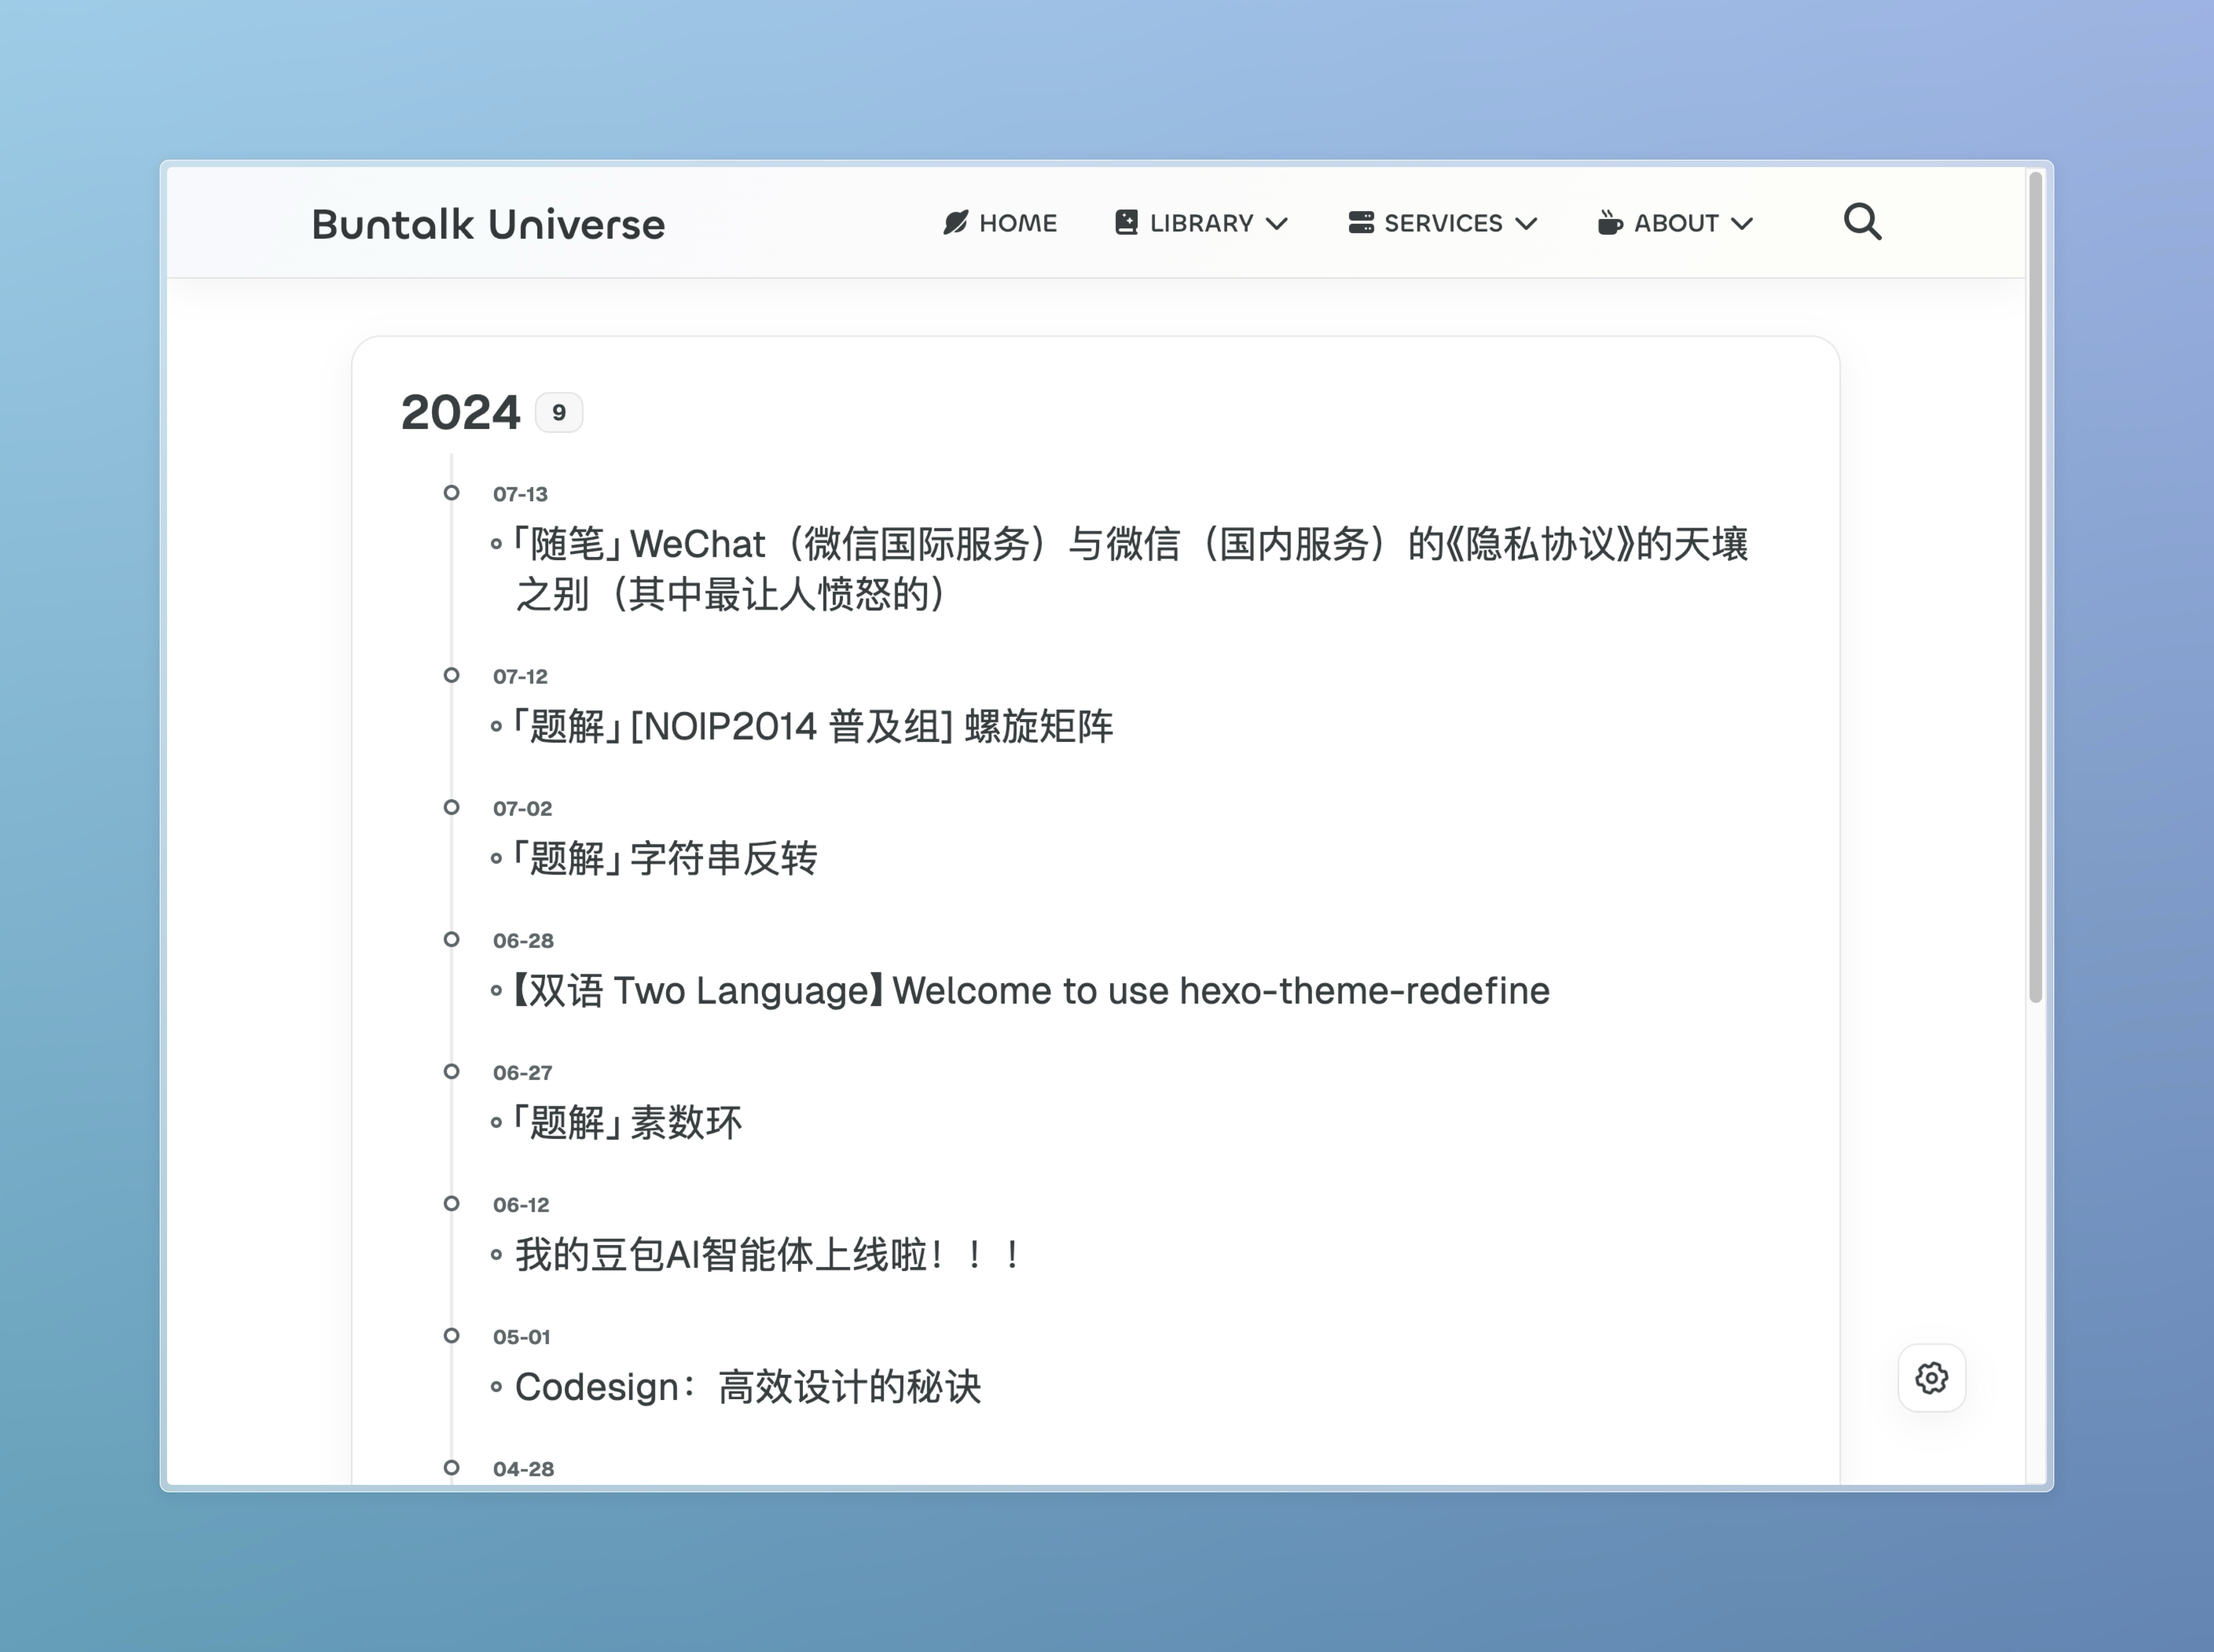 Buntalk Universe
HOME
LIBRARY
SERVICES
ABOUT
2024 9
07-13
「随笔」WeChat（微信国际服务）与微信（国内服务）的《隐私协议》的天壤
之别（其中最让人愤怒的）
07-12
「题解」[NOIP2014 普及组] 螺旋矩阵
07-02
「题解」字符串反转
06-28
【双语 Two Language】Welcome to use hexo-theme-redefine
06-27
「题解」素数环
06-12
我的豆包AI智能体上线啦！！！
05-01
Codesign：高效设计的秘诀
04-28